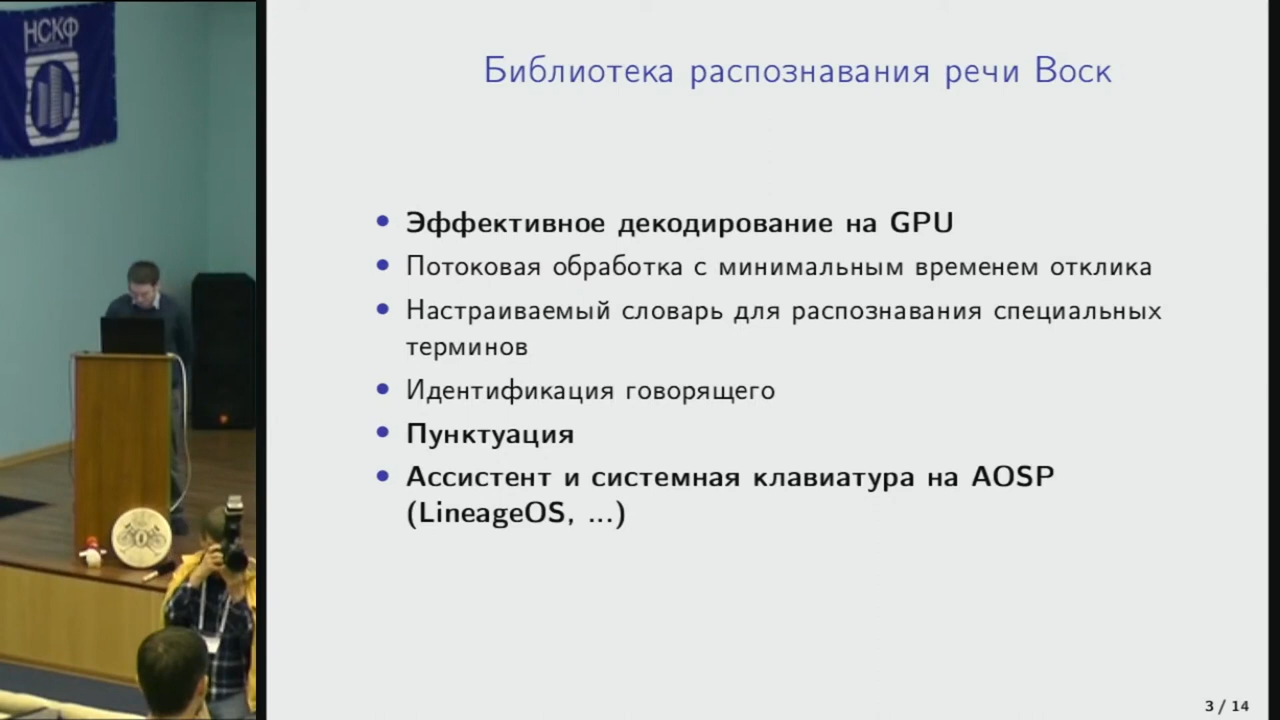 НСКФ
Библиотека распознавания речи Воск
Эффективное декодирование на GPU
Потоковая обработка с минимальным временем отклика
Настраиваемый словарь для распознавания специальных
терминов
Идентификация говорящего
Пунктуация
Ассистент и системная клавиатура на AOSP
(LineageOS, ...)
3 / 14